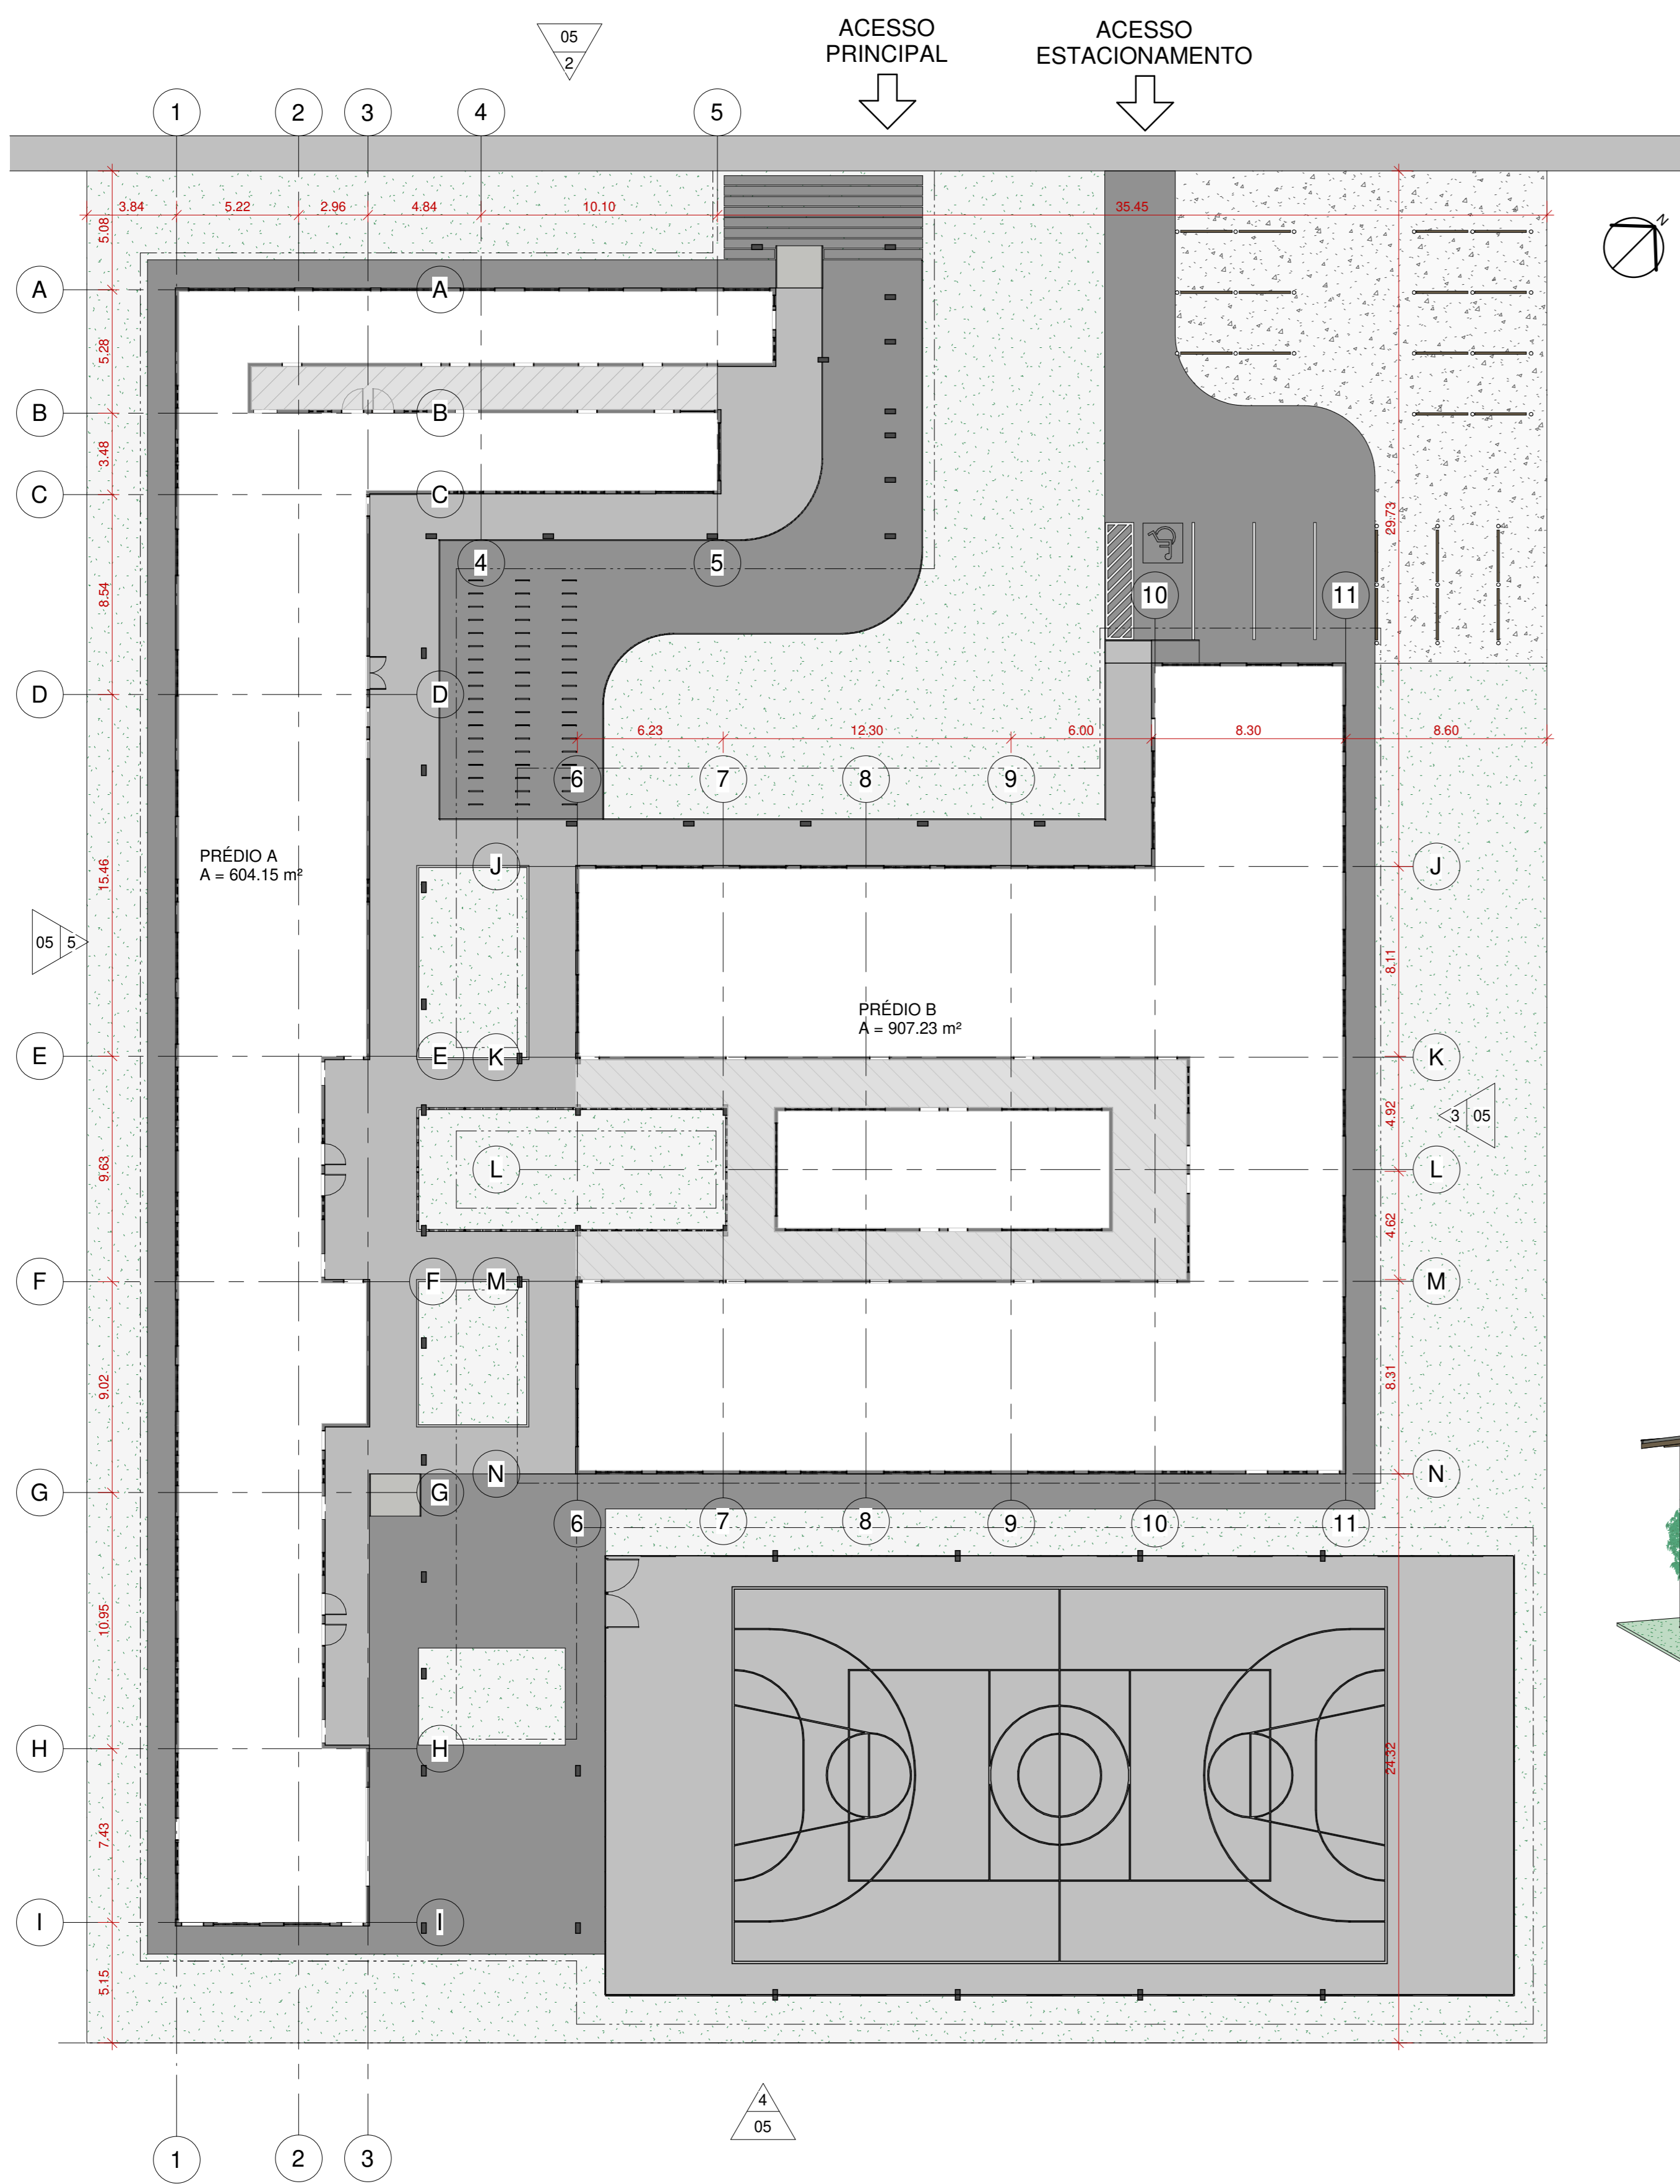 ACESSO
PRINCIPAL
ACESSO
ESTACIONAMENTO
05
2
1
2
3
4
5
3.84
5.22
2.96
4.84
10.10
35.45
N
5.08
A
A
5.28
B
B
3.48
C
C
29.73
4
5
8.54
10
11
D
D
6.23
12.30
6.00
8.30
8.60
6
7
8
9
PRÉDIO A
A = 604.15 m²
15.46
J
J
05
5
8.11
PRÉDIO B
A = 907.23 m²
E
E
K
K
4.92
3
05
9.63
L
L
4.62
F
F
M
M
9.02
8.31
N
N
G
G
6
7
8
9
10
11
10.95
H
H
24.32
7.43
I
I
5.15
4
05
1
2
3